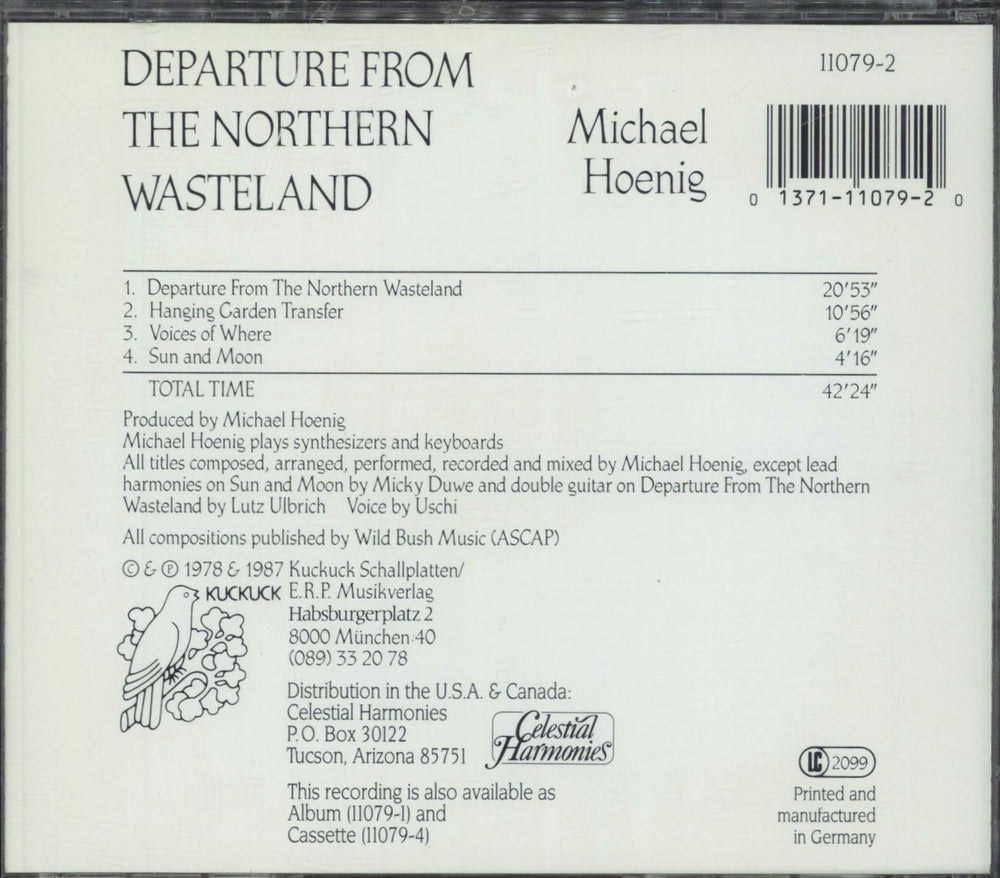 DEPARTURE FROM
THE NORTHERN
WASTELAND
Michael
Hoenig
11079-2
0 1371-11079-2 0
1. Departure From The Northern Wasteland 20'53"
2. Hanging Garden Transfer 10'56"
3. Voices of Where 6'19"
4. Sun and Moon 4'16"
TOTAL TIME 42'24"
Produced by Michael Hoenig
Michael Hoenig plays synthesizers and keyboards
All titles composed, arranged, performed, recorded and mixed by Michael Hoenig, except lead
harmonies on Sun and Moon by Micky Duwe and double guitar on Departure From The Northern
Wasteland by Lutz Ulbrich Voice by Uschi
All compositions published by Wild Bush Music (ASCAP)
© & ℗ 1978 & 1987 Kuckuck Schallplatten/
KUCKUCK E.R.P. Musikverlag
Habsburgerplatz 2
8000 München 40
(089) 33 20 78
Distribution in the U.S.A. & Canada:
Celestial Harmonies
P.O. Box 30122
Tucson, Arizona 85751
Celestial
Harmonies
This recording is also available as
Album (11079-1) and
Cassette (11079-4)
LC 2099
Printed and
manufactured
in Germany